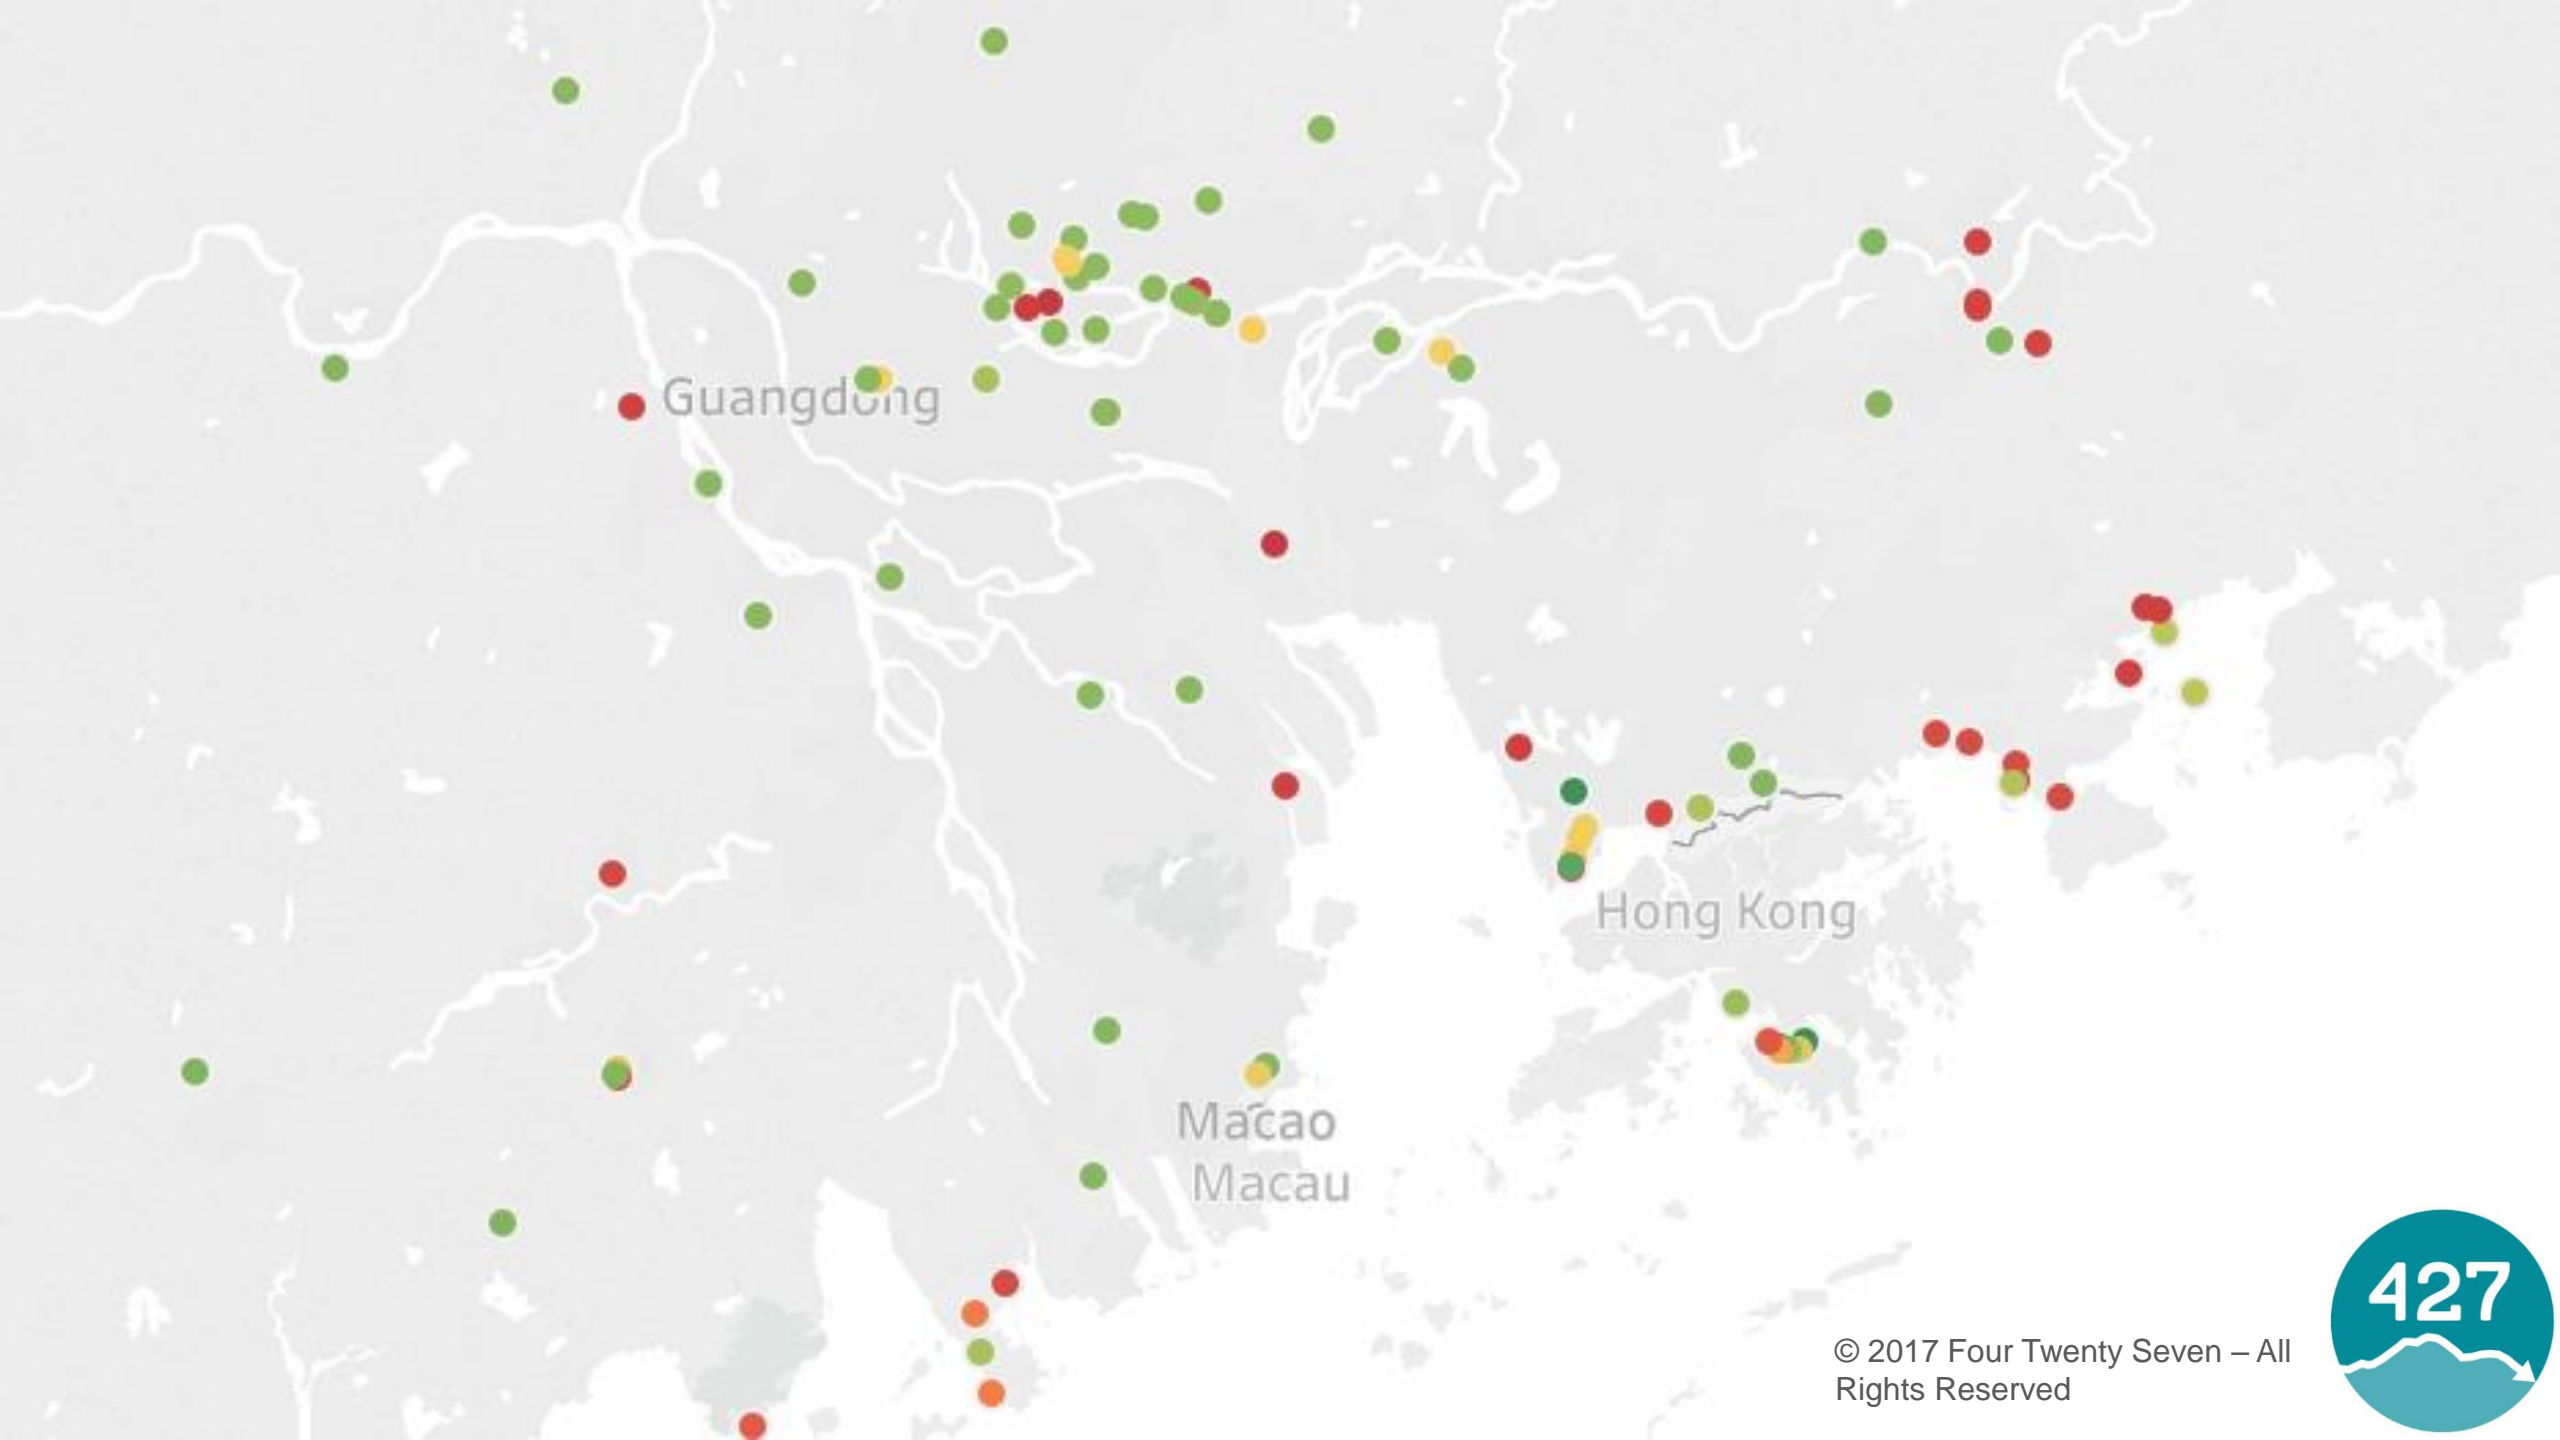 Guangdong
Hong Kong
Macao
Macau
427
© 2017 Four Twenty Seven – All
Rights Reserved